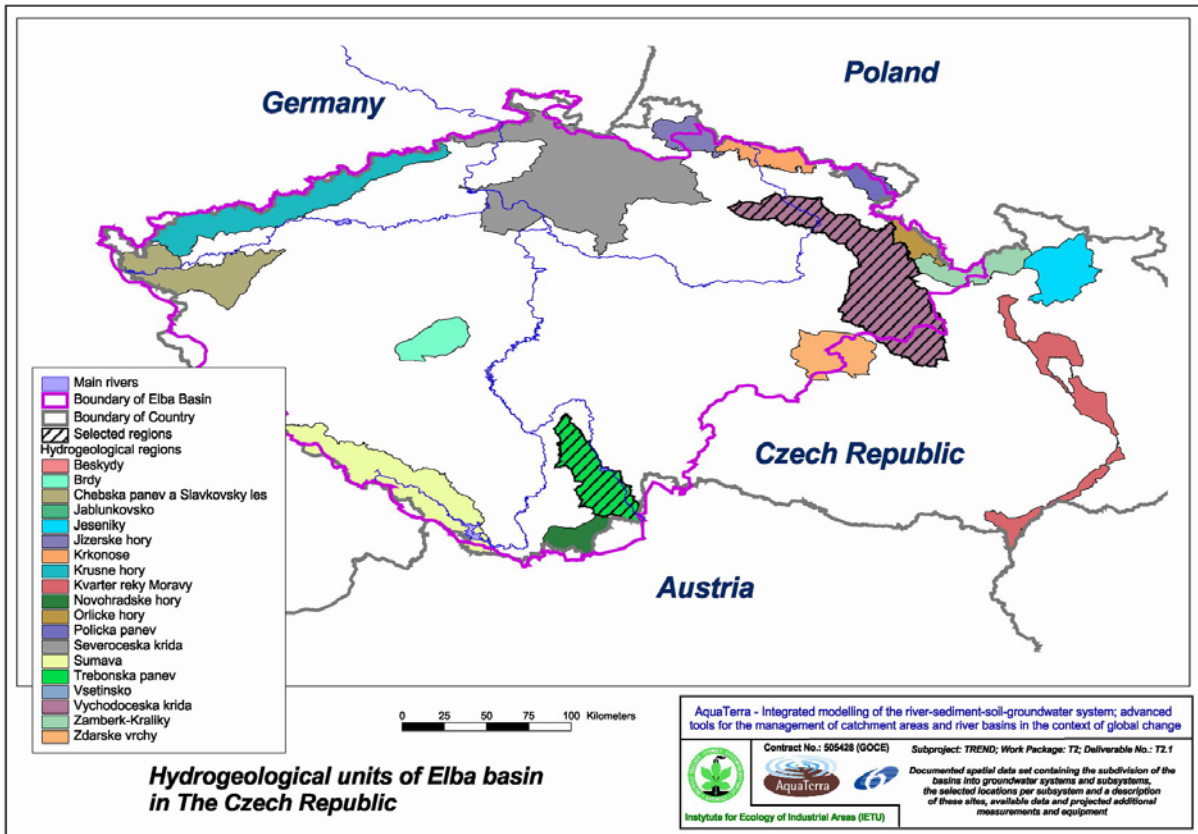 Germany
Poland
Czech Republic
Austria
Main rivers
Boundary of Elba Basin
Boundary of Country
Selected regions
Hydrogeological regions
Beskydy
Brdy
Chebska panev a Slavkovsky les
Jablunkovsko
Jeseniky
Jizerske hory
Krkonose
Krusne hory
Kvarter reky Moravy
Novohradske hory
Orlicke hory
Policka panev
Severoceska krida
Sumava
Trebonska panev
Vsetinsko
Vychodoceska krida
Zamberk-Kraliky
Zdarske vrchy
0 25 50 75 100 Kilometers
Hydrogeological units of Elba basin
in The Czech Republic
AquaTerra - Integrated modelling of the river-sediment-soil-groundwater system; advanced
tools for the management of catchment areas and river basins in the context of global change
Contract No.: 505428 (GOCE)
AquaTerra
6
Instytute for Ecology of Industrial Areas (IETU)
Subproject: TREND; Work Package: T2; Deliverable No.: T2.1
Documented spatial data set containing the subdivision of the
basins into groundwater systems and subsystems,
the selected locations per subsystem and a description
of these sites, available data and projected additional
measurements and equipment